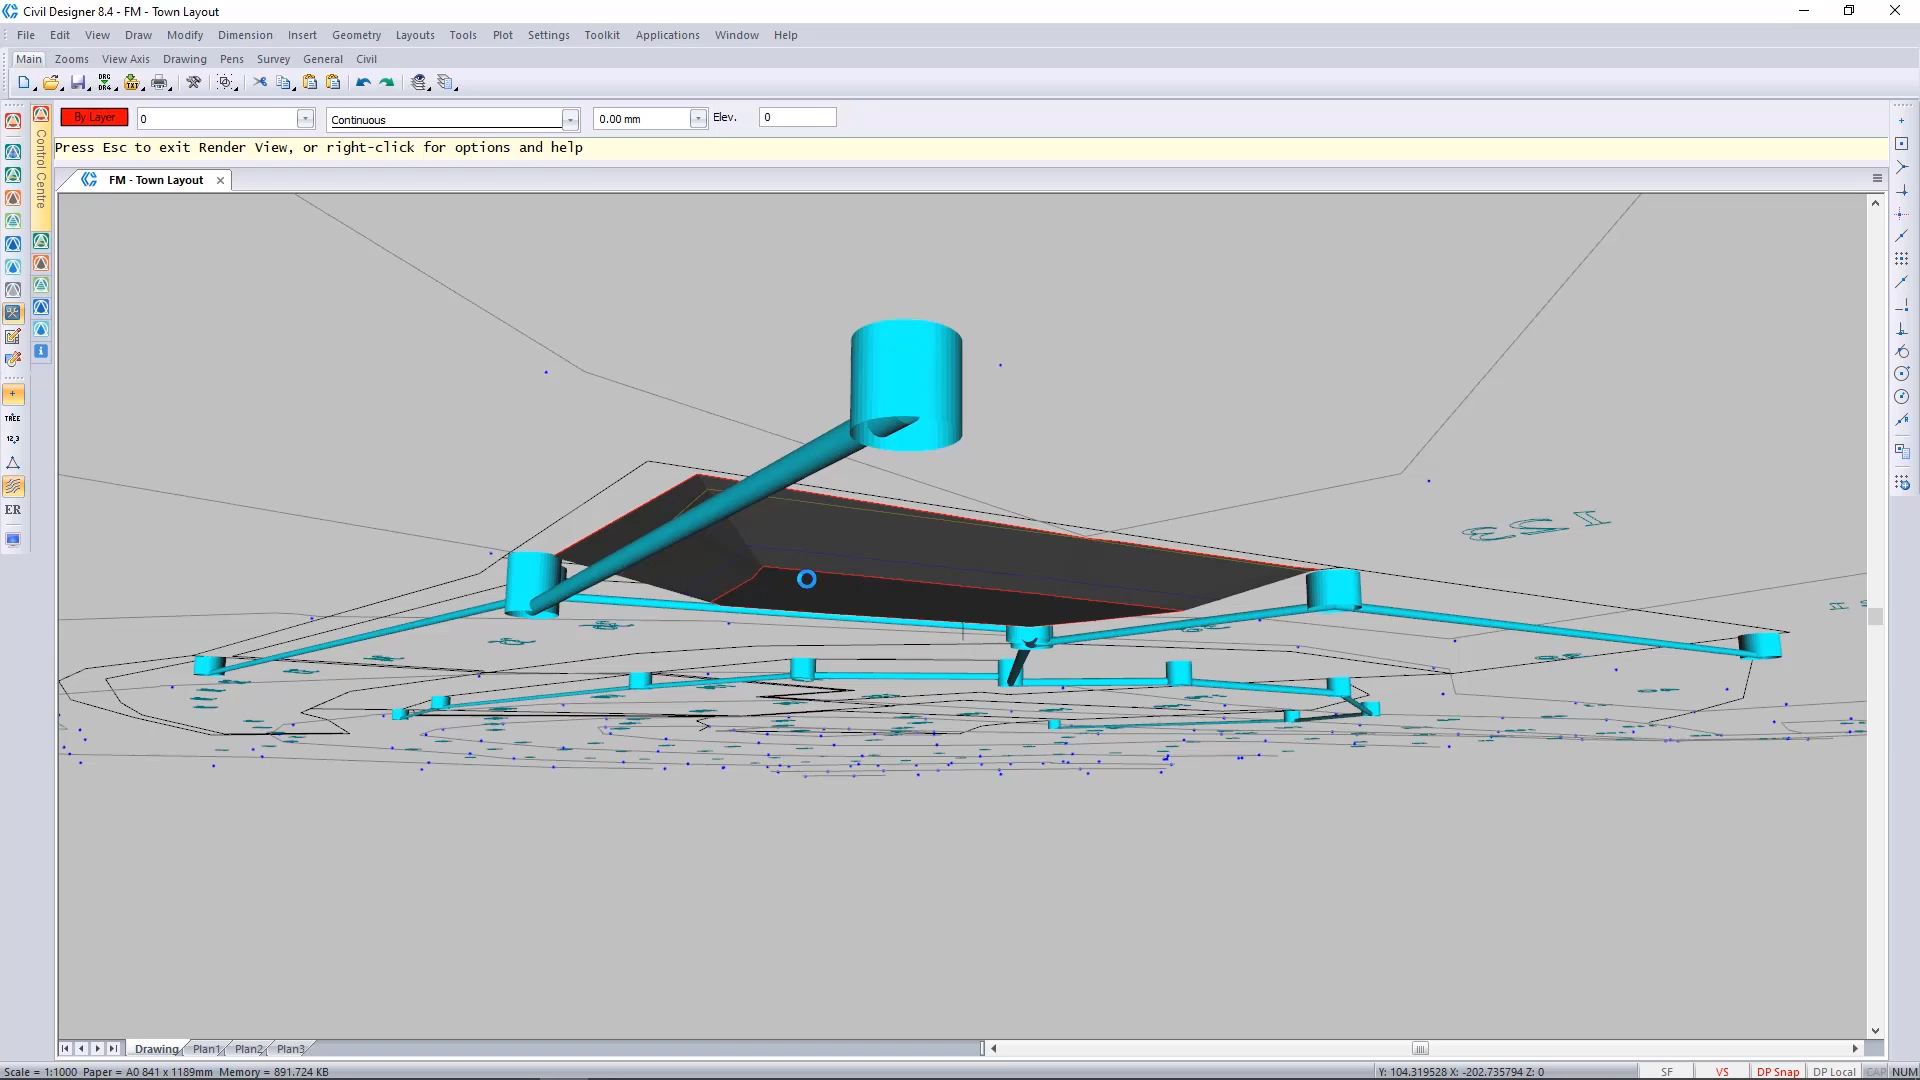 Civil Designer 8.4 - FM - Town Layout
File Edit View Draw Modify Dimension Insert Geometry Layouts Tools Plot Settings Toolkit Applications Window Help
Main Zooms View Axis Drawing Pens Survey General Civil
By Layer 0 Continuous 0.00 mm Elev. 0
Press Esc to exit Render View, or right-click for options and help
FM - Town Layout
Control Centre
TREE
12,3
ER
123
Drawing Plan1 Plan2 Plan3
Scale = 1:1000 Paper = A0 841 x 1189mm Memory = 891.724 KB Y: 104.319528 X: -202.735794 Z: 0 SF VS DP Snap DP Local CAP NUM